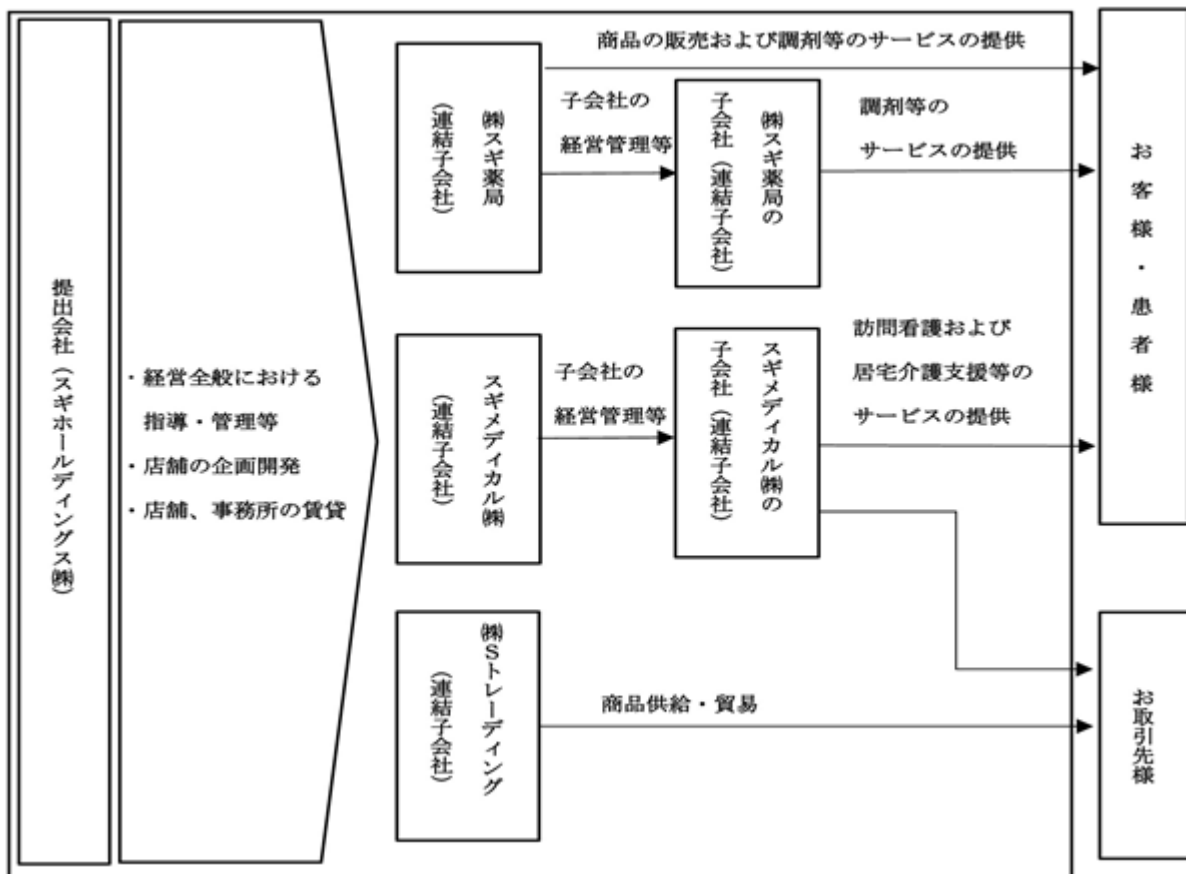 提出会社(スギホールディングス㈱)
・経営全般における
指導・管理等
・店舗の企画開発
・店舗、事務所の賃貸
㈱スギ薬局
(連結子会社)
商品の販売および調剤等のサービスの提供
子会社の
経営管理等
㈱スギ薬局の
子会社(連結子会社)
調剤等の
サービスの提供
スギメディカル㈱
(連結子会社)
子会社の
経営管理等
スギメディカル㈱の
子会社(連結子会社)
訪問看護および
居宅介護支援等の
サービスの提供
㈱Sトレーディング
(連結子会社)
商品供給・貿易
お客様・患者様
お取引先様